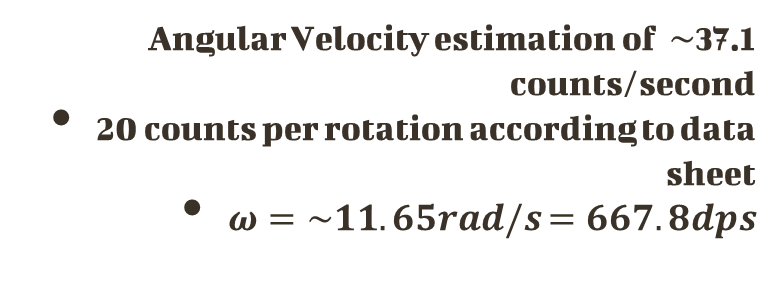 Angular Velocity estimation of ~37.1
counts/second
• 20 counts per rotation according to data
sheet
• ω = ~11.65rad/s = 667.8dps